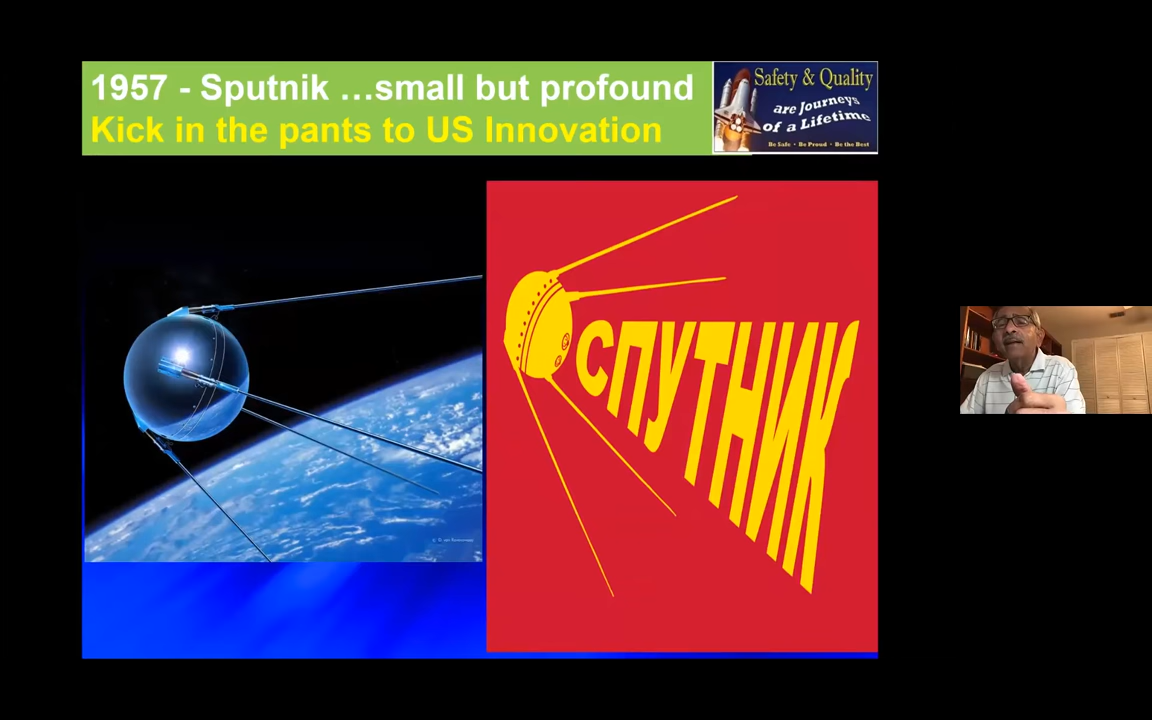 1957 - Sputnik ...small but profound
Kick in the pants to US Innovation
Safety & Quality
are Journeys
of a Lifetime
Be Safe • Be Proud • Be the Best
СПУТНИК